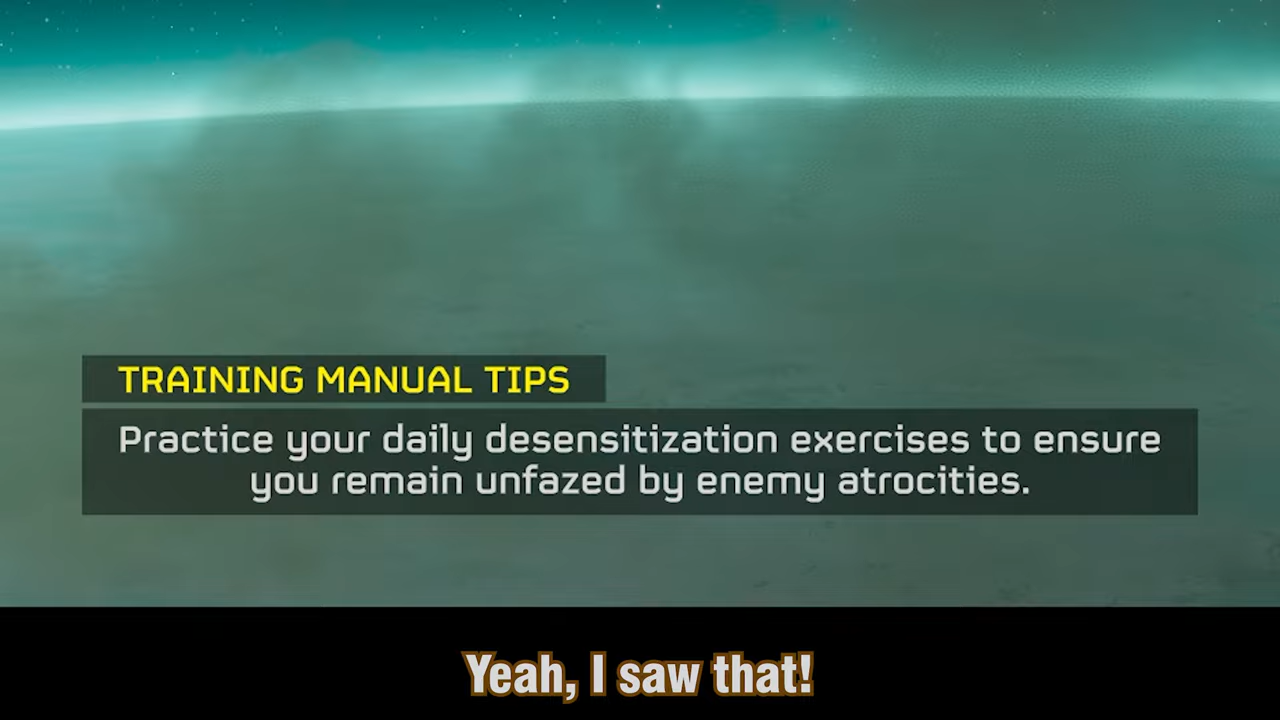 TRAINING MANUAL TIPS
Practice your daily desensitization exercises to ensure
you remain unfazed by enemy atrocities.
Yeah, I saw that!